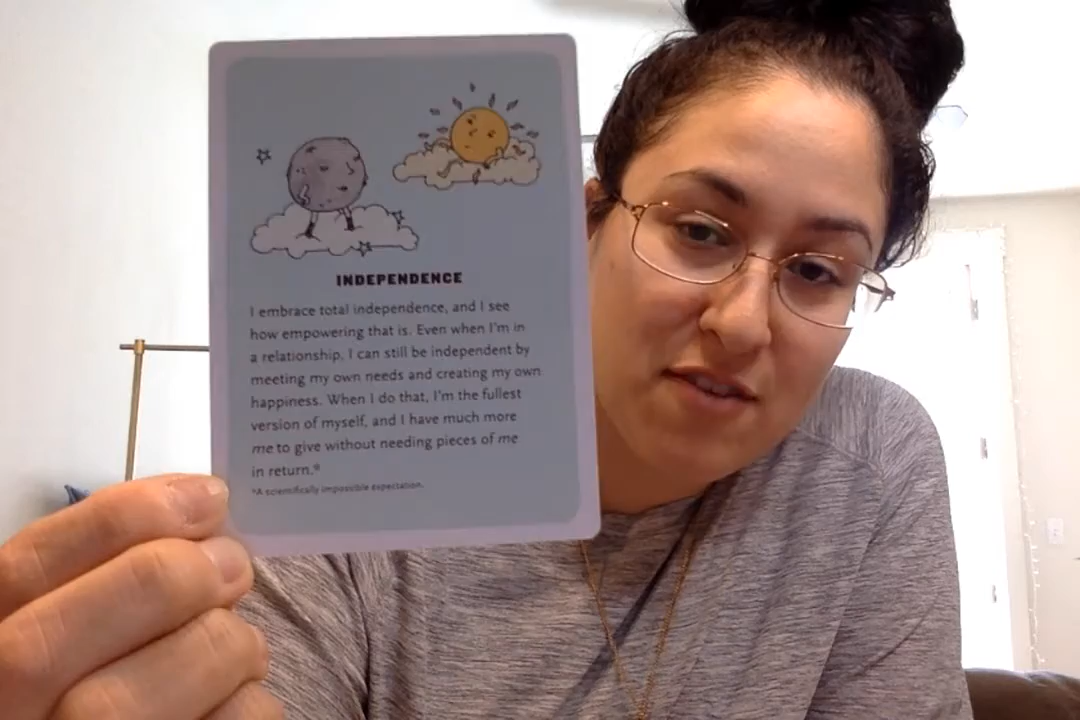 INDEPENDENCE
I embrace total independence, and I see
how empowering that is. Even when I'm in
a relationship, I can still be independent by
meeting my own needs and creating my own
happiness. When I do that, I'm the fullest
version of myself, and I have much more
me to give without needing pieces of me
in return.*
*A scientifically impossible expectation.